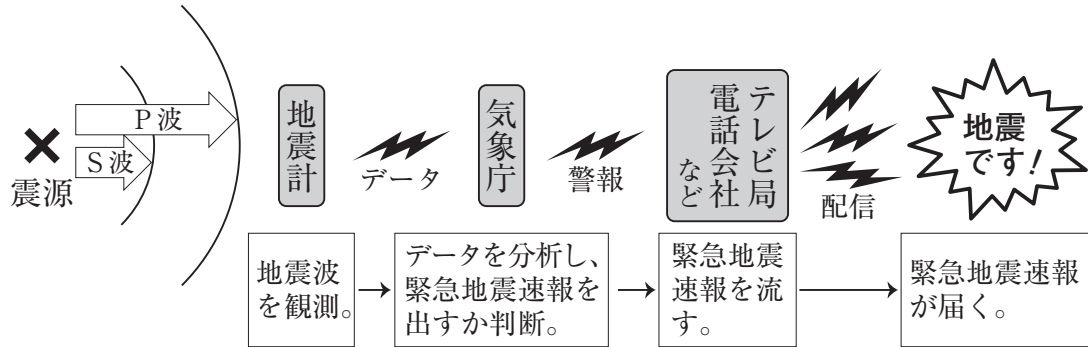 P波
S波
震源
地震計
データ
気象庁
警報
テレビ局
電話会社
など
配信
地震
です!
地震波
を観測。
データを分析し、
緊急地震速報を
出すか判断。
緊急地震
速報を流
す。
緊急地震速報
が届く。